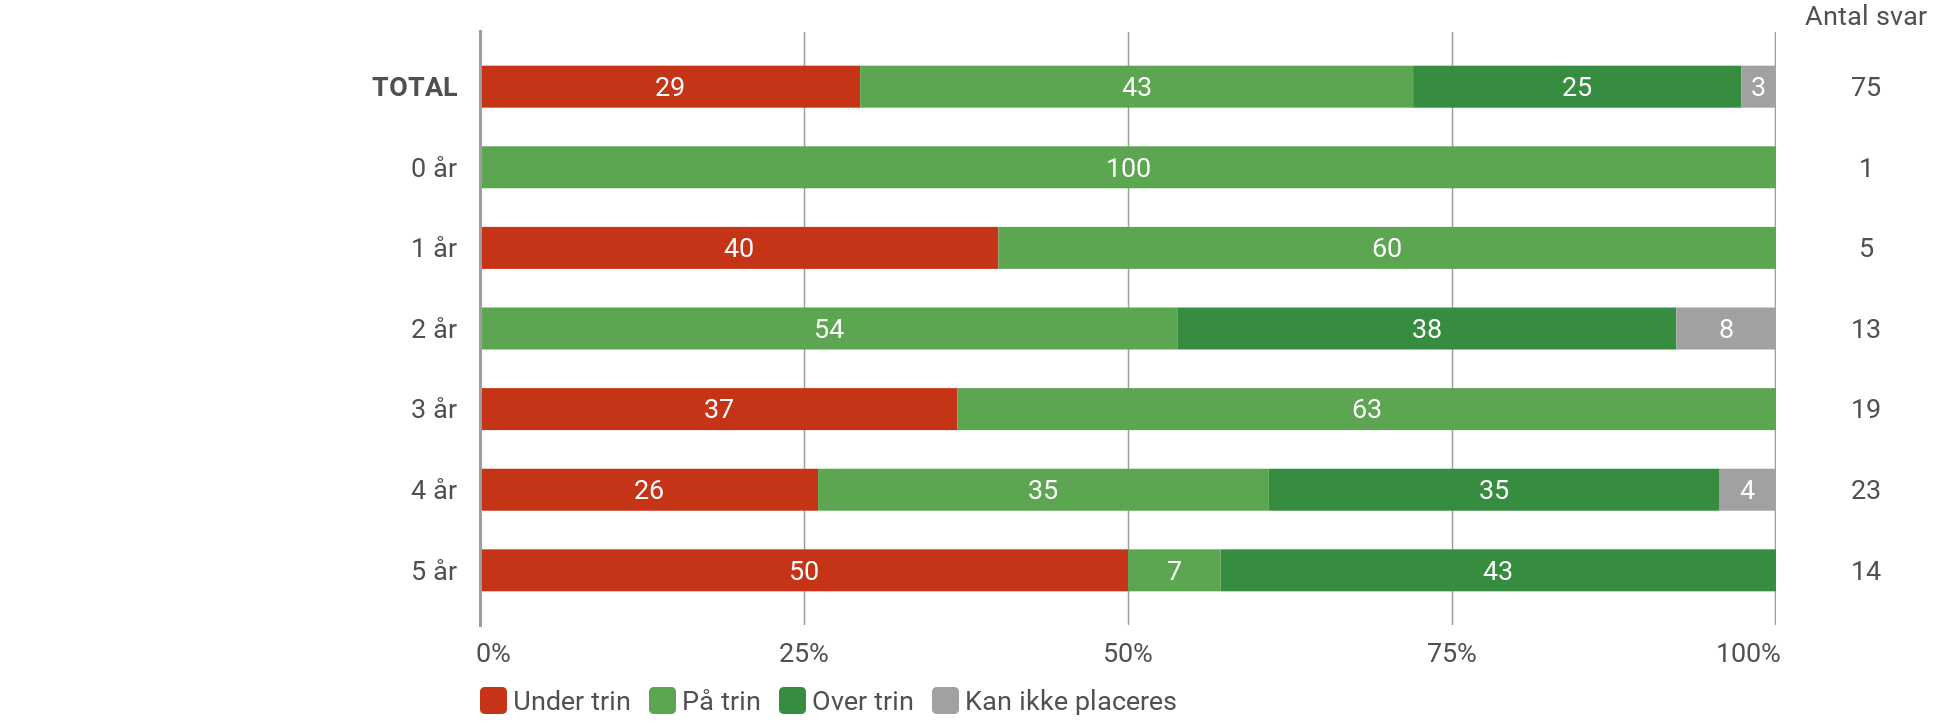 Antal svar
TOTAL 29 43 25 3 75
0 år 100 1
1 år 40 60 5
2 år 54 38 8 13
3 år 37 63 19
4 år 26 35 35 4 23
5 år 50 7 43 14
0% 25% 50% 75% 100%
Under trin På trin Over trin Kan ikke placeres